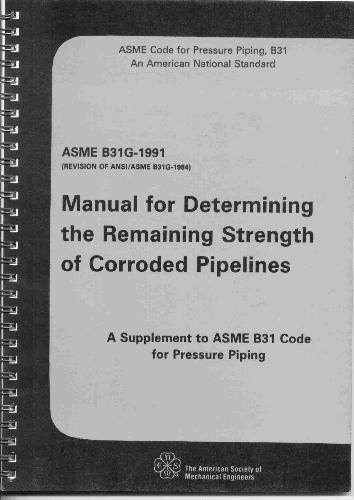 ASME Code for Pressure Piping, B31
An American National Standard
ASME B31G-1991
(REVISION OF ANSI/ASME B31G-1984)
Manual for Determining
the Remaining Strength
of Corroded Pipelines
A Supplement to ASME B31 Code
for Pressure Piping
The American Society of
Mechanical Engineers